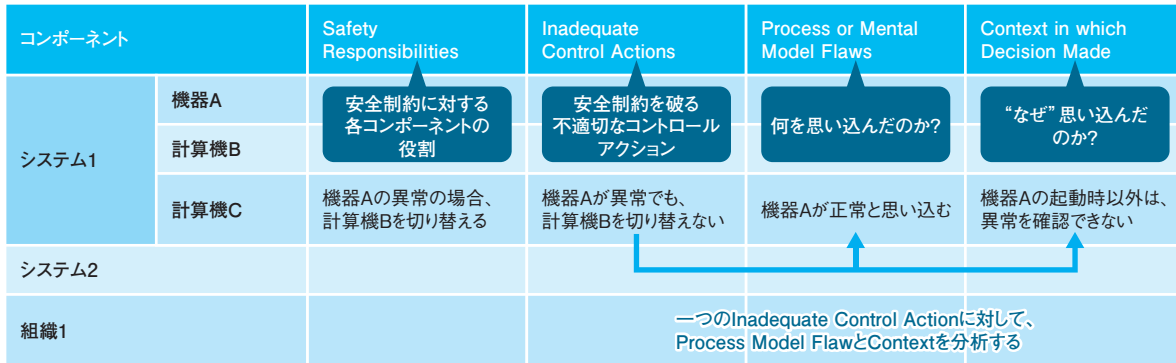 コンポーネント
Safety
Responsibilities
Inadequate
Control Actions
Process or Mental
Model Flaws
Context in which
Decision Made
システム1
機器A
計算機B
安全制約に対する
各コンポーネントの
役割
安全制約を破る
不適切なコントロール
アクション
何を思い込んだのか?
“なぜ”思い込んだ
のか?
計算機C
機器Aの異常の場合、
計算機Bを切り替える
機器Aが異常でも、
計算機Bを切り替えない
機器Aが正常と思い込む
機器Aの起動時以外は、
異常を確認できない
システム2
組織1
一つのInadequate Control Actionに対して、
Process Model FlawとContextを分析する